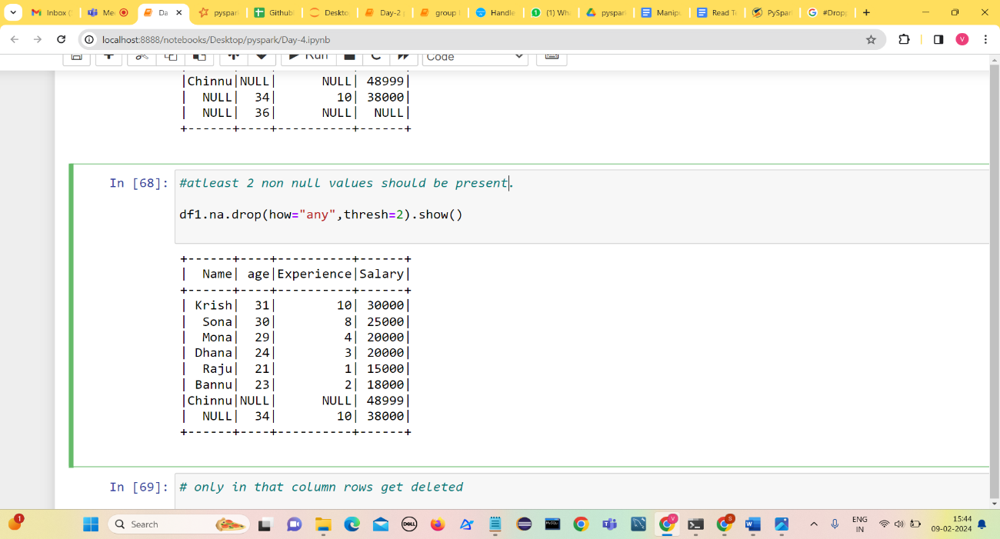 Inbox (
Me
Da
pyspar
Github
Deskto
Day-2
group
Handle
(1) Wh
pyspar
Manipu
Read T
PySpar
#Drop
localhost:8888/notebooks/Desktop/pyspark/Day-4.ipynb
V
Run
Code
|Chinnu|NULL|      NULL| 48999|
|  NULL|  34|        10| 38000|
|  NULL|  36|      NULL|  NULL|
+------+----+----------+------+
In [68]: #atleast 2 non null values should be present.
df1.na.drop(how="any",thresh=2).show()
+------+----+----------+------+
|  Name| age|Experience|Salary|
+------+----+----------+------+
| Krish|  31|        10| 30000|
|  Sona|  30|         8| 25000|
|  Mona|  29|         4| 20000|
| Dhana|  24|         3| 20000|
|  Raju|  21|         1| 15000|
| Bannu|  23|         2| 18000|
|Chinnu|NULL|      NULL| 48999|
|  NULL|  34|        10| 38000|
+------+----+----------+------+
In [69]: # only in that column rows get deleted
1
Search
DELL
V
S
ENG
IN
15:44
09-02-2024